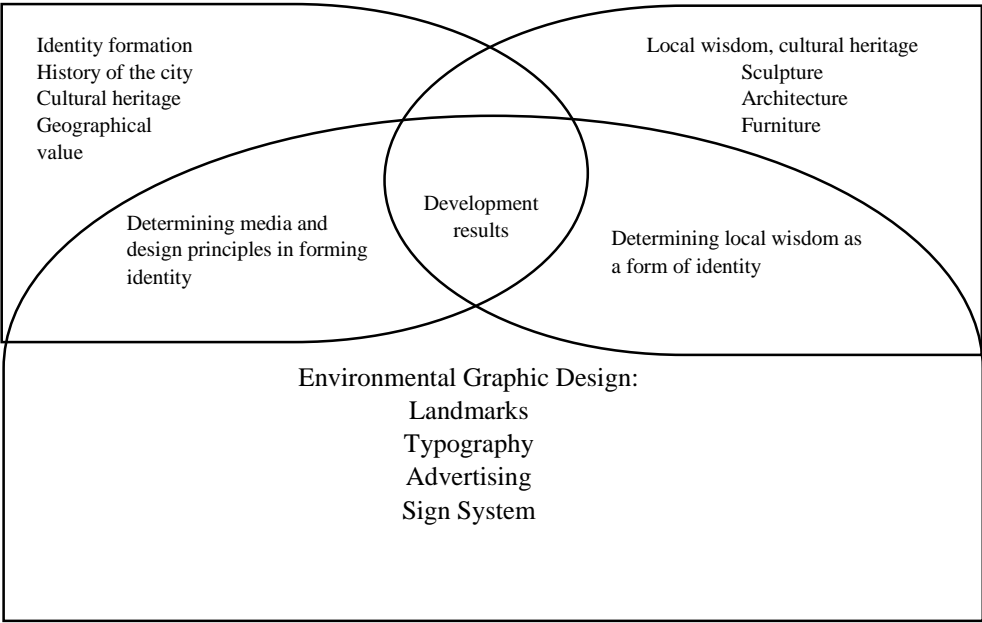 Identity formation
History of the city
Cultural heritage
Geographical
value
Local wisdom, cultural heritage
Sculpture
Architecture
Furniture
Determining media and
design principles in forming
identity
Development
results
Determining local wisdom as
a form of identity
Environmental Graphic Design:
Landmarks
Typography
Advertising
Sign System